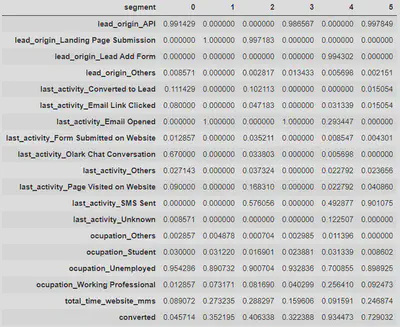 segment 0 1 2 3 4 5
lead_origin_API 0.991429 0.000000 0.000000 0.986567 0.000000 0.997849
lead_origin_Landing Page Submission 0.000000 1.000000 0.997183 0.000000 0.000000 0.000000
lead_origin_Lead Add Form 0.000000 0.000000 0.000000 0.000000 0.994302 0.000000
lead_origin_Others 0.008571 0.000000 0.002817 0.013433 0.005698 0.002151
last_activity_Converted to Lead 0.111429 0.000000 0.102113 0.000000 0.000000 0.015054
last_activity_Email Link Clicked 0.080000 0.000000 0.047183 0.000000 0.031339 0.015054
last_activity_Email Opened 0.000000 1.000000 0.000000 1.000000 0.293447 0.000000
last_activity_Form Submitted on Website 0.012857 0.000000 0.035211 0.000000 0.008547 0.004301
last_activity_Olark Chat Conversation 0.670000 0.000000 0.033803 0.000000 0.005698 0.000000
last_activity_Others 0.027143 0.000000 0.037324 0.000000 0.022792 0.023656
last_activity_Page Visited on Website 0.090000 0.000000 0.168310 0.000000 0.022792 0.040860
last_activity_SMS Sent 0.000000 0.000000 0.576056 0.000000 0.492877 0.901075
last_activity_Unknown 0.008571 0.000000 0.000000 0.000000 0.122507 0.000000
ocupation_Others 0.002857 0.004878 0.000704 0.002985 0.011396 0.000000
ocupation_Student 0.030000 0.031220 0.016901 0.023881 0.031339 0.008602
ocupation_Unemployed 0.954286 0.890732 0.900704 0.932836 0.700855 0.898925
ocupation_Working Professional 0.012857 0.073171 0.081690 0.040299 0.256410 0.092473
total_time_website_mms 0.089072 0.273235 0.288297 0.159606 0.091591 0.246874
converted 0.045714 0.352195 0.406338 0.322388 0.934473 0.729032